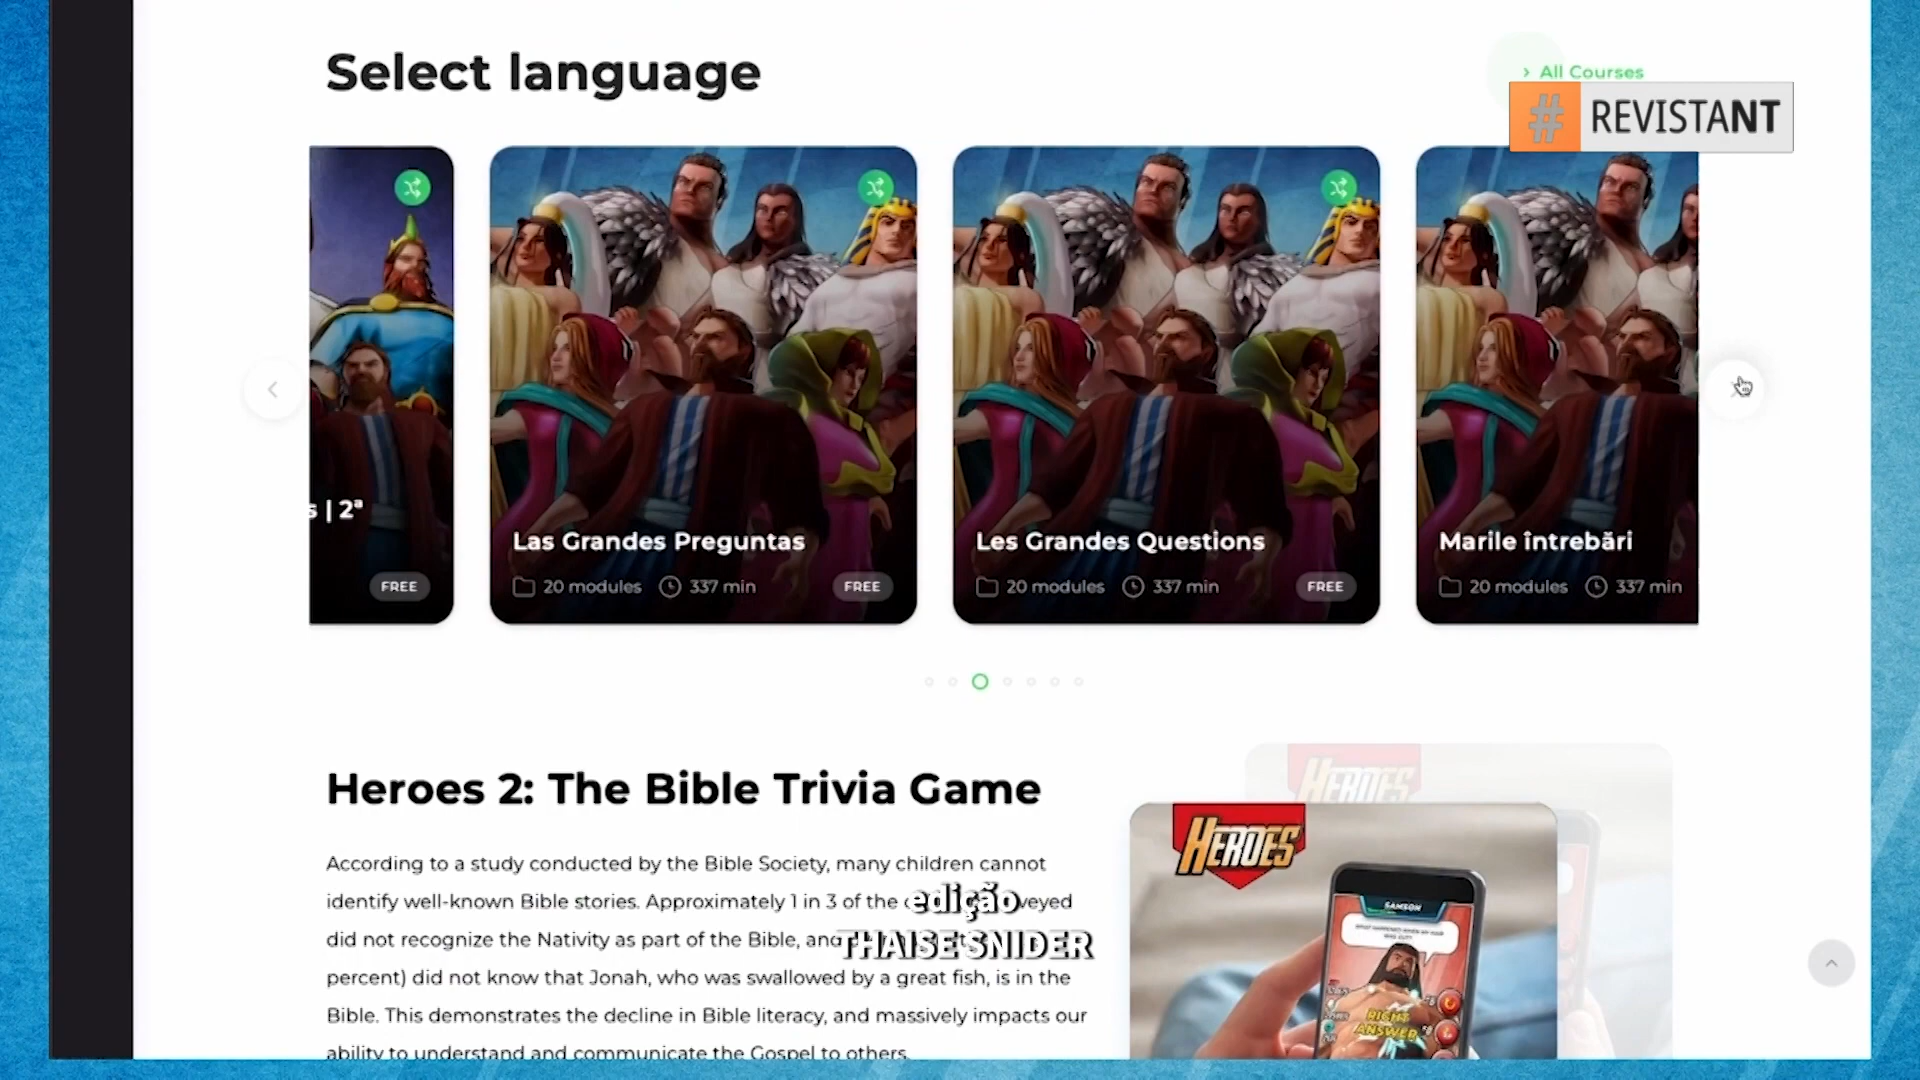 Select language
All Courses
# REVISTANT
s | 2ª
FREE
Las Grandes Preguntas
20 modules 337 min FREE
Les Grandes Questions
20 modules 337 min FREE
Marile întrebări
20 modules 337 min
Heroes 2: The Bible Trivia Game
According to a study conducted by the Bible Society, many children cannot
identify well-known Bible stories. Approximately 1 in 3 of the
did not recognize the Nativity as part of the Bible, and
percent) did not know that Jonah, who was swallowed by a great fish, is in the
Bible. This demonstrates the decline in Bible literacy, and massively impacts our
ability to understand and communicate the Gospel to others.
edição
THAISE SNIDER
HEROES
HEROES
SAMSON
RIGHT
ANSWER